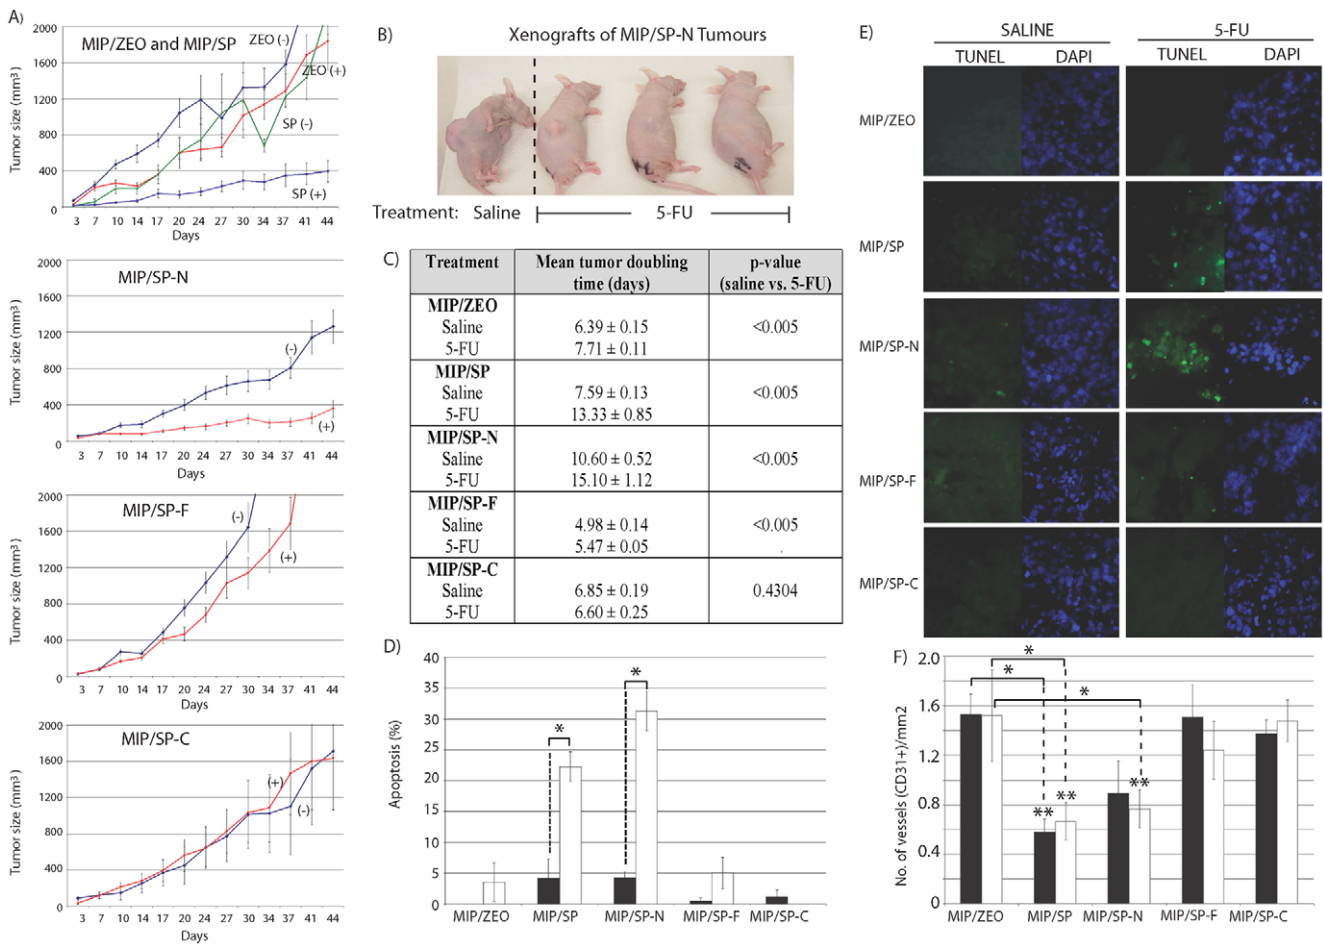 A)
Tumor size (mm³)
2000
1600
1200
800
400
0
MIP/ZEO and MIP/SP
ZEO (-)
ZEO (+)
SP (-)
SP (+)
3 7 10 14 17 20 24 27 30 34 37 41 44
Days
Tumor size (mm³)
2000
1600
1200
800
400
0
MIP/SP-N
(-)
(+)
3 7 10 14 17 20 24 27 30 34 37 41 44
Days
Tumor size (mm³)
2000
1600
1200
800
400
0
MIP/SP-F
(-)
(+)
3 7 10 14 17 20 24 27 30 34 37 41 44
Days
Tumor size (mm³)
2000
1600
1200
800
400
0
MIP/SP-C
(+)
(-)
3 7 10 14 17 20 24 27 30 34 37 41 44
Days
B)
Xenografts of MIP/SP-N Tumours
Treatment: Saline 5-FU
C)
Treatment Mean tumor doubling time (days) p-value (saline vs. 5-FU)
MIP/ZEO
Saline 6.39 ± 0.15 <0.005
5-FU 7.71 ± 0.11
MIP/SP
Saline 7.59 ± 0.13 <0.005
5-FU 13.33 ± 0.85
MIP/SP-N
Saline 10.60 ± 0.52 <0.005
5-FU 15.10 ± 1.12
MIP/SP-F
Saline 4.98 ± 0.14 <0.005
5-FU 5.47 ± 0.05 .
MIP/SP-C
Saline 6.85 ± 0.19 0.4304
5-FU 6.60 ± 0.25
D)
Apoptosis (%)
40
35
30
25
20
15
10
5
0
* *
MIP/ZEO MIP/SP MIP/SP-N MIP/SP-F MIP/SP-C
E)
SALINE 5-FU
TUNEL DAPI TUNEL DAPI
MIP/ZEO
MIP/SP
MIP/SP-N
MIP/SP-F
MIP/SP-C
F)
No. of vessels (CD31+)/mm2
2.0
1.6
1.2
0.8
0.4
0
*
*
*
** ** **
MIP/ZEO MIP/SP MIP/SP-N MIP/SP-F MIP/SP-C